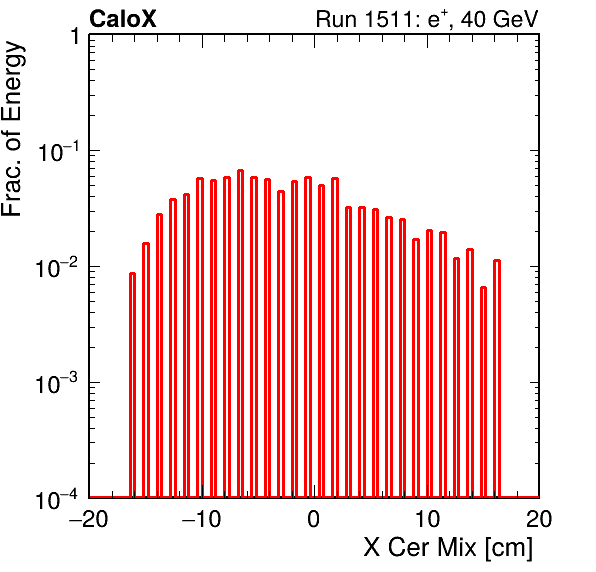 CaloX
Run 1511: e⁺, 40 GeV
Frac. of Energy
1
10⁻¹
10⁻²
10⁻³
10⁻⁴
−20 −10 0 10 20
X Cer Mix [cm]